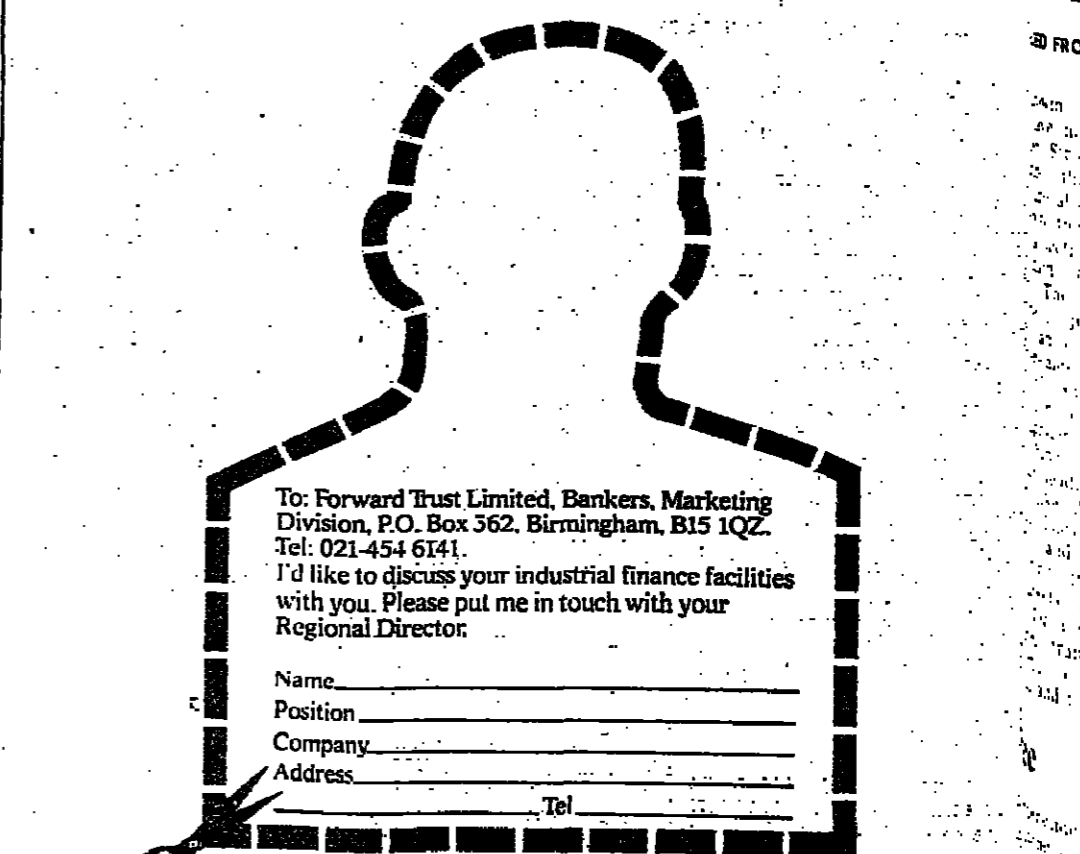 To: Forward Trust Limited, Bankers, Marketing
Division, P.O. Box 362, Birmingham, B15 1QZ.
Tel: 021-454 6141.
I'd like to discuss your industrial finance facilities
with you. Please put me in touch with your
Regional Director.
Name
Position
Company
Address
Tel